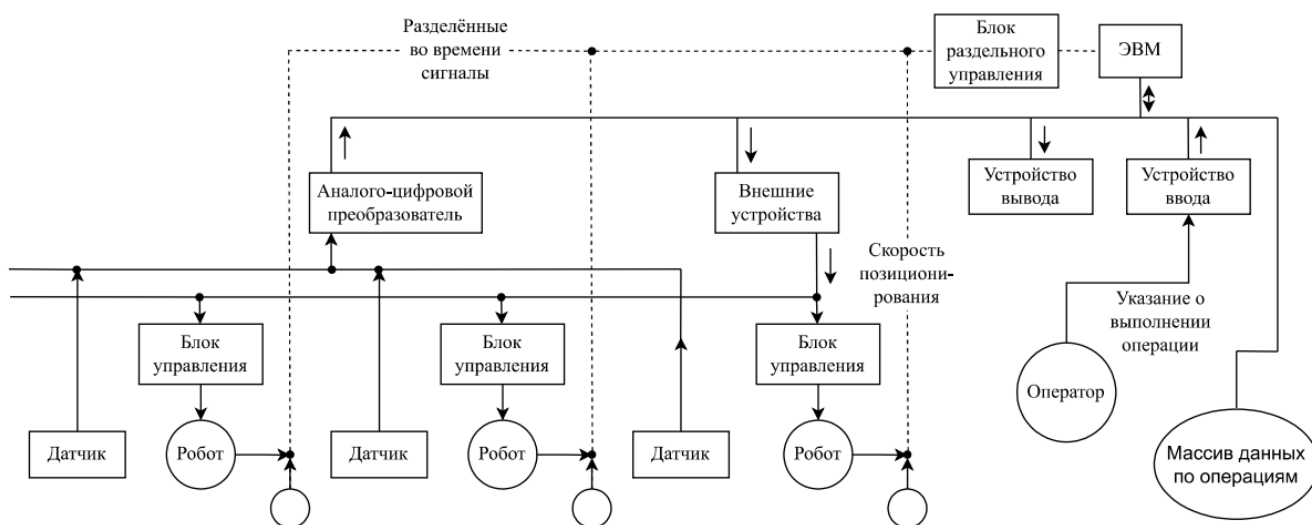 Разделённые
во времени
сигналы
Блок
раздельного
управления
ЭВМ
Аналого-цифровой
преобразователь
Внешние
устройства
Устройство
вывода
Устройство
ввода
Скорость
позициони-
рования
Указание о
выполнении
операции
Блок
управления
Блок
управления
Блок
управления
Оператор
Датчик
Робот
Датчик
Робот
Датчик
Робот
Массив данных
по операциям